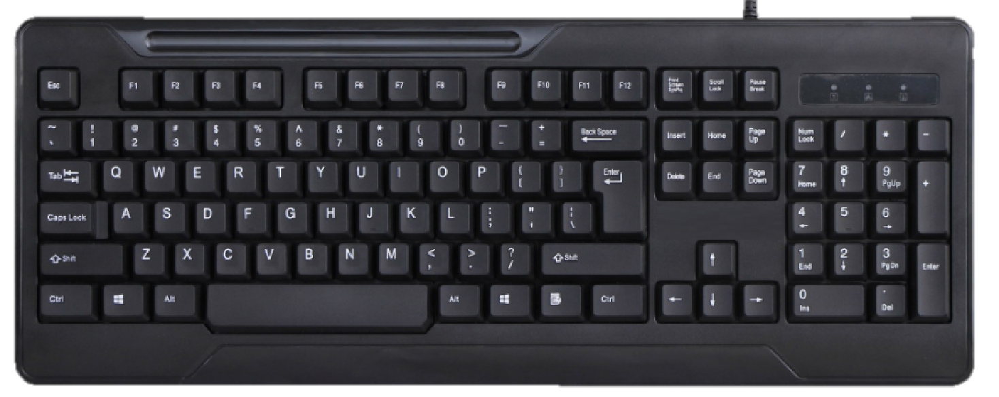 Esc F1 F2 F3 F4 F5 F6 F7 F8 F9 F10 F11 F12 Print Screen SysRq Scroll Lock Pause Break
~ ` ! 1 @ 2 # 3 $ 4 % 5 ^ 6 & 7 * 8 ( 9 ) 0 — - + = Back Space ← Insert Home Page Up Num Lock / * -
Tab Q W E R T Y U I O P { [ } ] Enter Delete End Page Down 7 Home 8 ↑ 9 PgUp +
Caps Lock A S D F G H J K L : ; " ' ¦ \ 4 ← 5 6 →
Shift Z X C V B N M < , > . ? / Shift ↑ 1 End 2 ↓ 3 PgDn Enter
Ctrl Alt Alt Ctrl ← ↓ → 0 Ins . Del